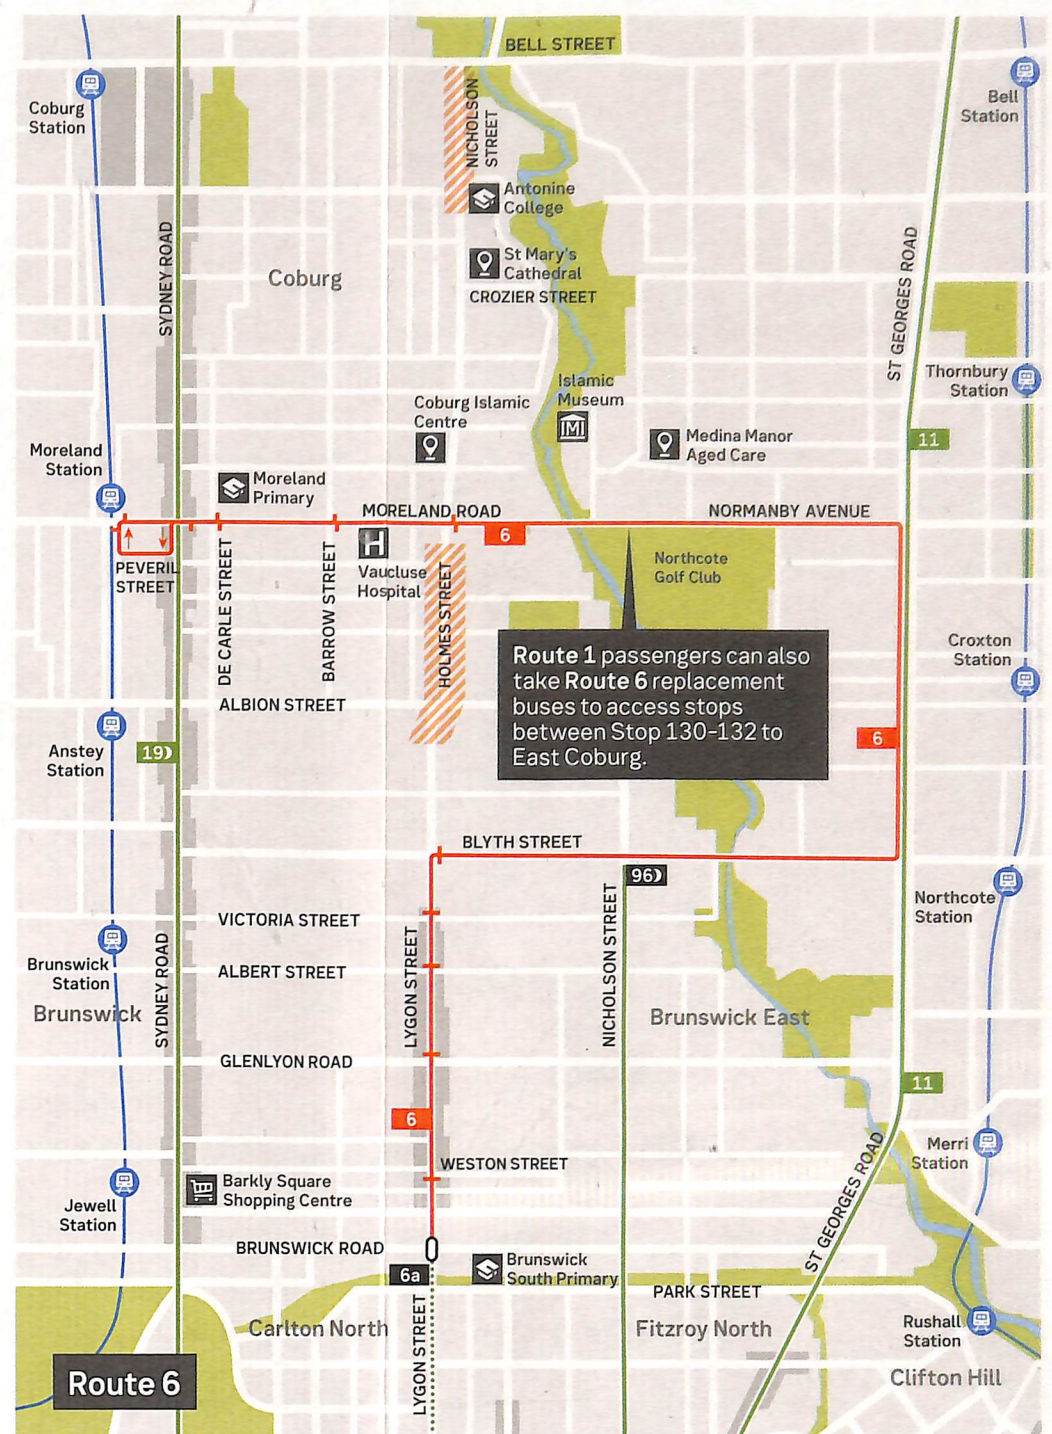 BELL STREET
Coburg
Station
NICHOLSON
STREET
Bell
Station
Antonine
College
SYDNEY ROAD
St Mary's
Cathedral
Coburg
CROZIER STREET
ST GEORGES ROAD
Thornbury
Station
Islamic
Museum
Coburg Islamic
Centre
11
Medina Manor
Aged Care
Moreland
Station
Moreland
Primary
MORELAND ROAD
NORMANBY AVENUE
6
PEVERIL
STREET
DE CARLE STREET
BARROW STREET
H
Vaucluse
Hospital
HOLMES STREET
Northcote
Golf Club
Croxton
Station
Route 1 passengers can also
take Route 6 replacement
buses to access stops
between Stop 130-132 to
East Coburg.
ALBION STREET
6
Anstey
Station
19
BLYTH STREET
96
Northcote
Station
VICTORIA STREET
NICHOLSON STREET
LYGON STREET
SYDNEY ROAD
Brunswick
Station
ALBERT STREET
Brunswick
Brunswick East
GLENLYON ROAD
11
6
Merri
Station
WESTON STREET
ST GEORGES ROAD
Barkly Square
Shopping Centre
Jewell
Station
BRUNSWICK ROAD
Brunswick
South Primary
6a
PARK STREET
LYGON STREET
Carlton North
Fitzroy North
Rushall
Station
Clifton Hill
Route 6